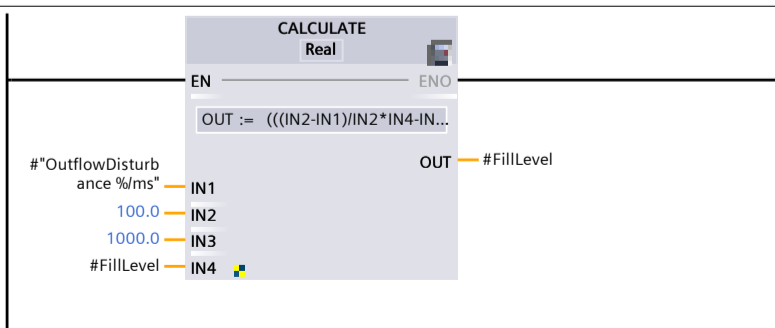 CALCULATE
Real
EN
ENO
OUT := (((IN2-IN1)/IN2*IN4-IN...
#"OutflowDisturb
ance %/ms"
IN1
OUT
#FillLevel
100.0
IN2
1000.0
IN3
#FillLevel
IN4